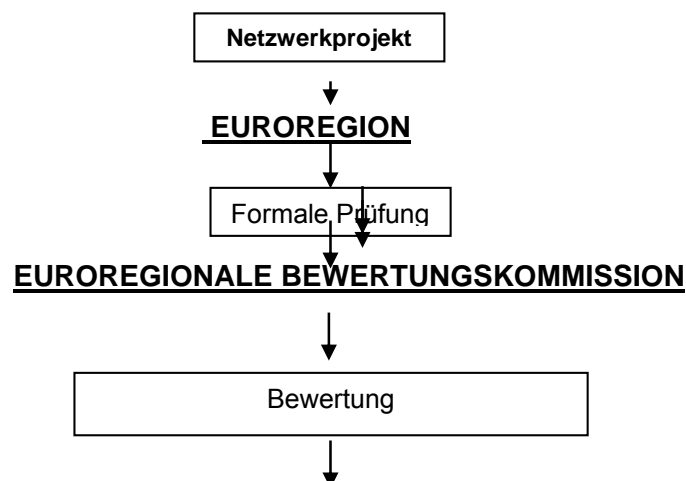 Netzwerkprojekt
EUROREGION
Formale Prüfung
EUROREGIONALE BEWERTUNGSKOMMISSION
Bewertung